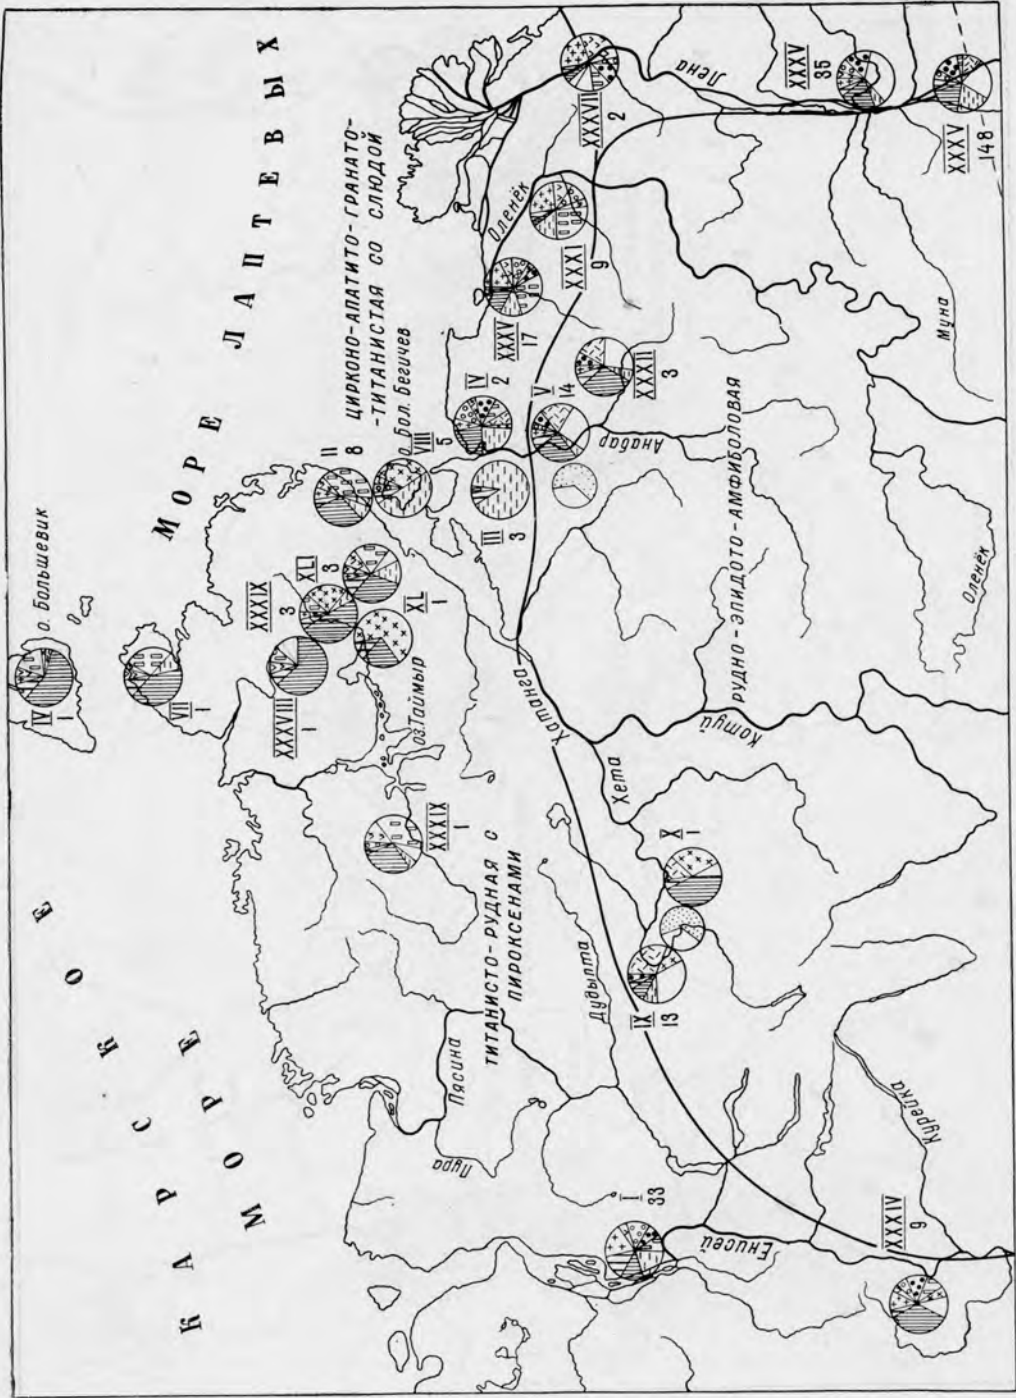 КАРСКОЕ
МОРЕ
МОРЕ ЛАПТЕВЫХ
о. Большевик
IV
1
VII
1
XXXVIII
1
XXXIX
3
XLI
3
XL
1
II
8
ЦИРКОНО-АПАТИТО-ГРАНАТО-
-ТИТАНИСТАЯ СО СЛЮДОЙ
о. Бол. Бегичев
VIII
5
оз. Таймыр
XXXIX
1
Пясина
Пура
ТИТАНИСТО-РУДНАЯ С
ПИРОКСЕНАМИ
Хатанга
III
3
IV
2
V
14
XXXV
17
Оленёк
XXXI
9
XXXVII
2
Лена
XXXV
35
XXXV
148
XXXII
3
Анабар
Дудыпта
Хета
Котуй
РУДНО-ЭПИДОТО-АМФИБОЛОВАЯ
Оленёк
Муна
X
1
IX
13
I
33
Енисей
Курейка
XXXIV
9